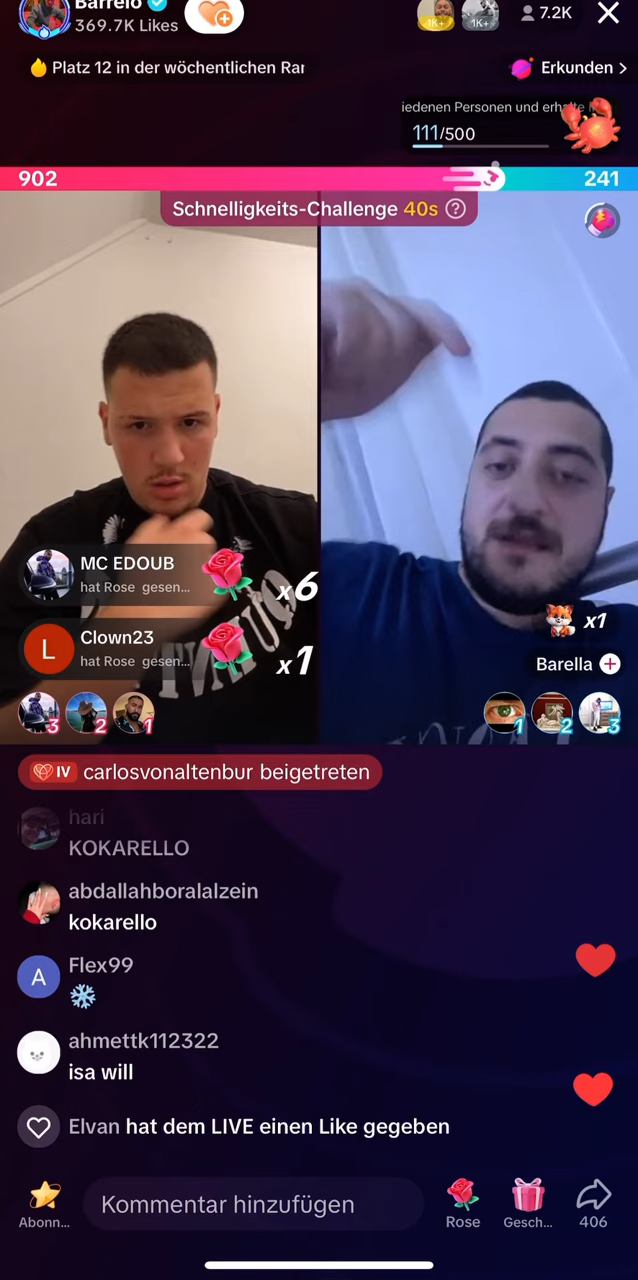 Barello
369.7K Likes
1K+
1K+
7.2K
Platz 12 in der wöchentlichen Rar
Erkunden >
iedenen Personen und erhalte
111/500
902
241
Schnelligkeits-Challenge 40s ?
MC EDOUB
hat Rose gesen...
x6
L
Clown23
hat Rose gesen...
x1
x1
Barella
3
2
1
1
2
3
IV carlosvonaltenbur beigetreten
hari
KOKARELLO
abdallahboralalzein
kokarello
A
Flex99
ahmettk112322
isa will
Elvan hat dem LIVE einen Like gegeben
Abonn...
Kommentar hinzufügen
Rose
Gesch...
406